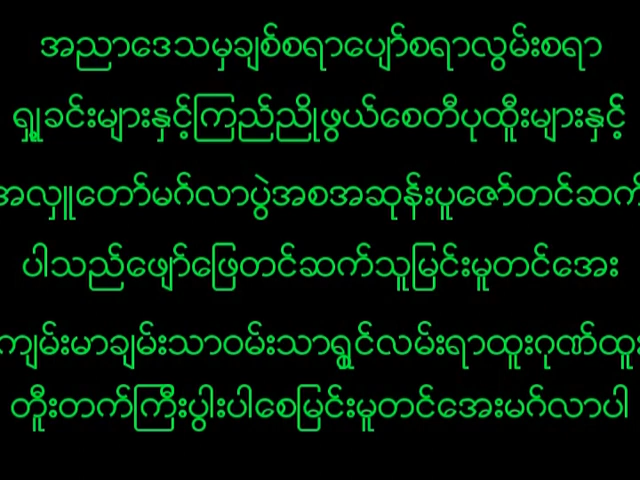 အညာဒေသမှချစ်စရာပျော်စရာလွမ်းစရာ
ရှုခင်းများနှင့်ကြည်ညိုဖွယ်စေတီပုထိုးများနှင့်
အလှူတော်မဂ်လာပွဲအစအဆုန်းပူဇော်တင်ဆက်
ပါသည်ဖျော်ဖြေတင်ဆက်သူမြင်းမူတင်အေး
ကျမ်းမာချမ်းသာဝမ်းသာရွှင်လမ်းရာထူးဂုဏ်ထူး
တိူးတက်ကြီးပွါးပါစေမြင်းမူတင်အေးမဂ်လာပါ